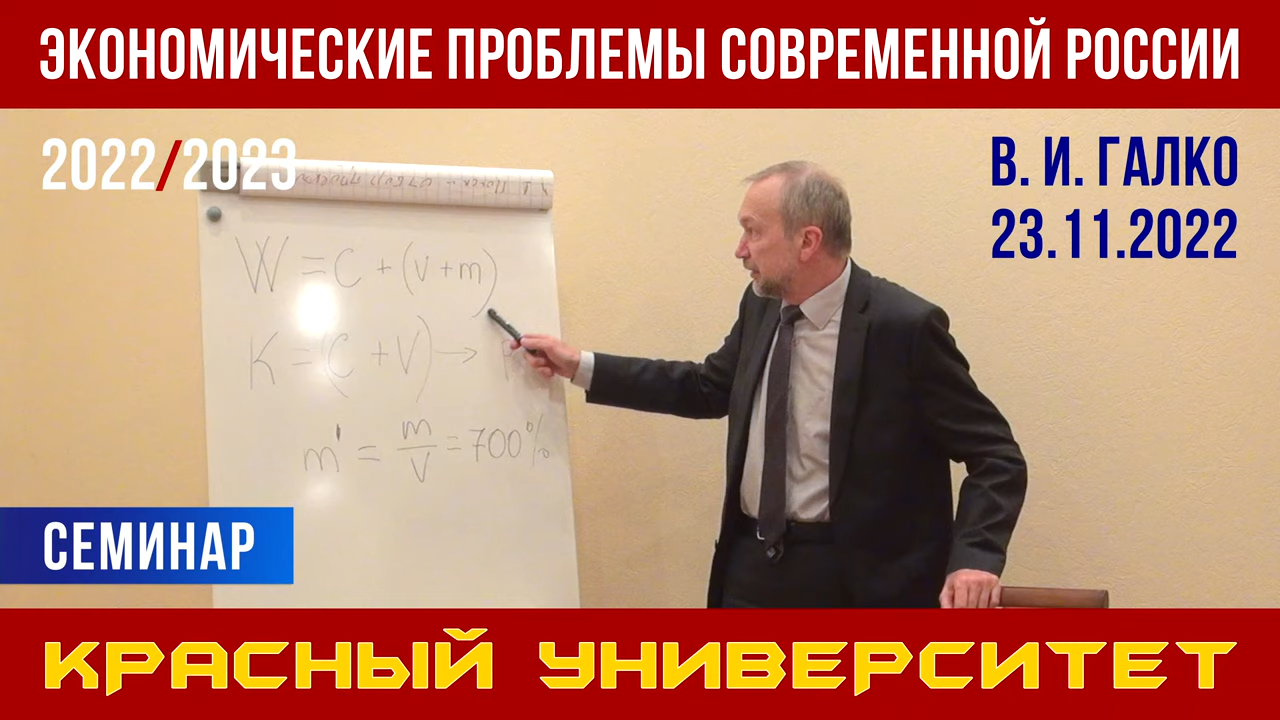 ЭКОНОМИЧЕСКИЕ ПРОБЛЕМЫ СОВРЕМЕННОЙ РОССИИ
2022/2023
В. И. ГАЛКО
23.11.2022
W = C + (v + m)
K = (C + V) →
m' = m/v = 700%
СЕМИНАР
КРАСНЫЙ УНИВЕРСИТЕТ